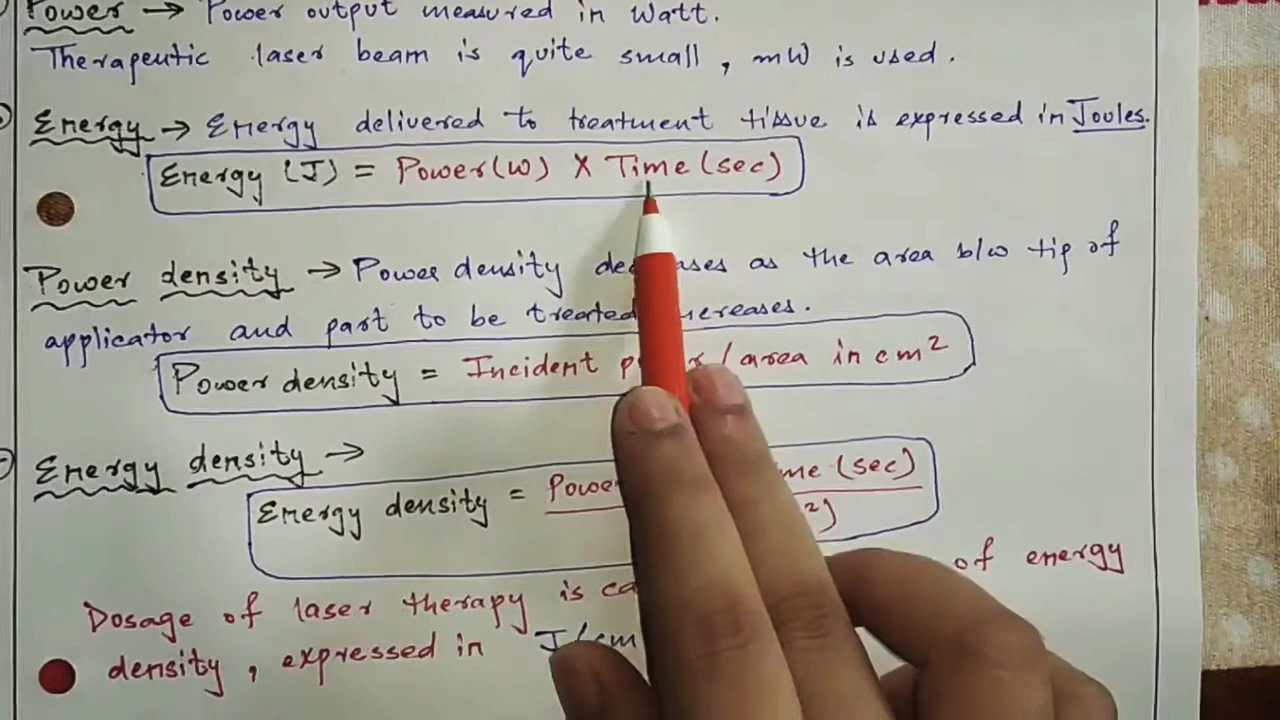 Power → Power output measured in Watt.
Therapeutic laser beam is quite small, mW is used.
Energy → Energy delivered to treatment tissue is expressed in Joules.
Energy (J) = Power(W) X Time(sec)
Power density → Power density as the area b/w tip of
applicator and part to be treated
Power density = Incident / area in cm²
Energy density →
Energy density = (sec)
Dosage of laser therapy is of energy
density, expressed in